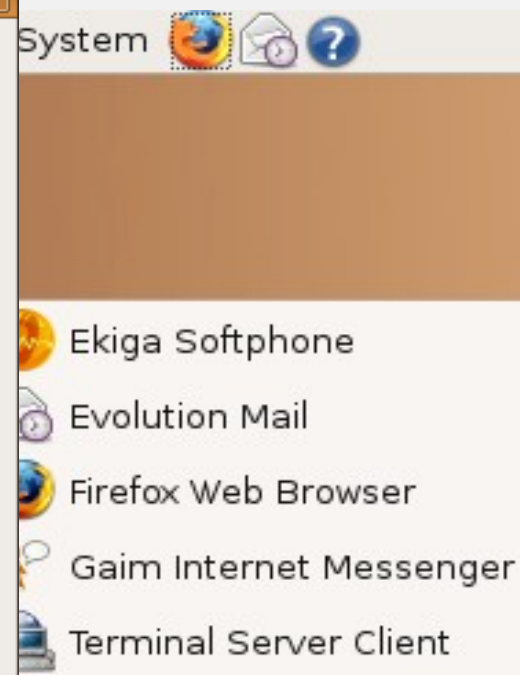 System
?
Ekiga Softphone
Evolution Mail
Firefox Web Browser
Gaim Internet Messenger
Terminal Server Client